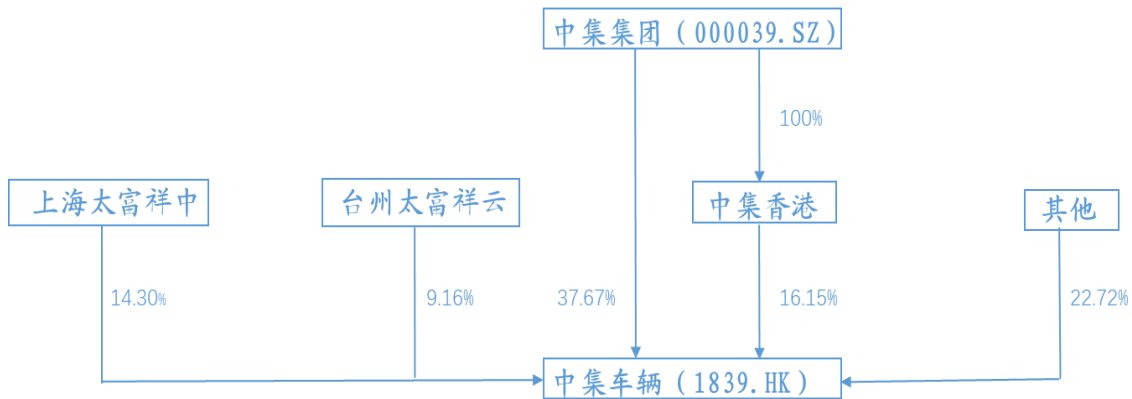 中集集团（000039.SZ）
100%
上海太富祥中
台州太富祥云
中集香港
其他
14.30%
9.16%
37.67%
16.15%
22.72%
中集车辆（1839.HK）